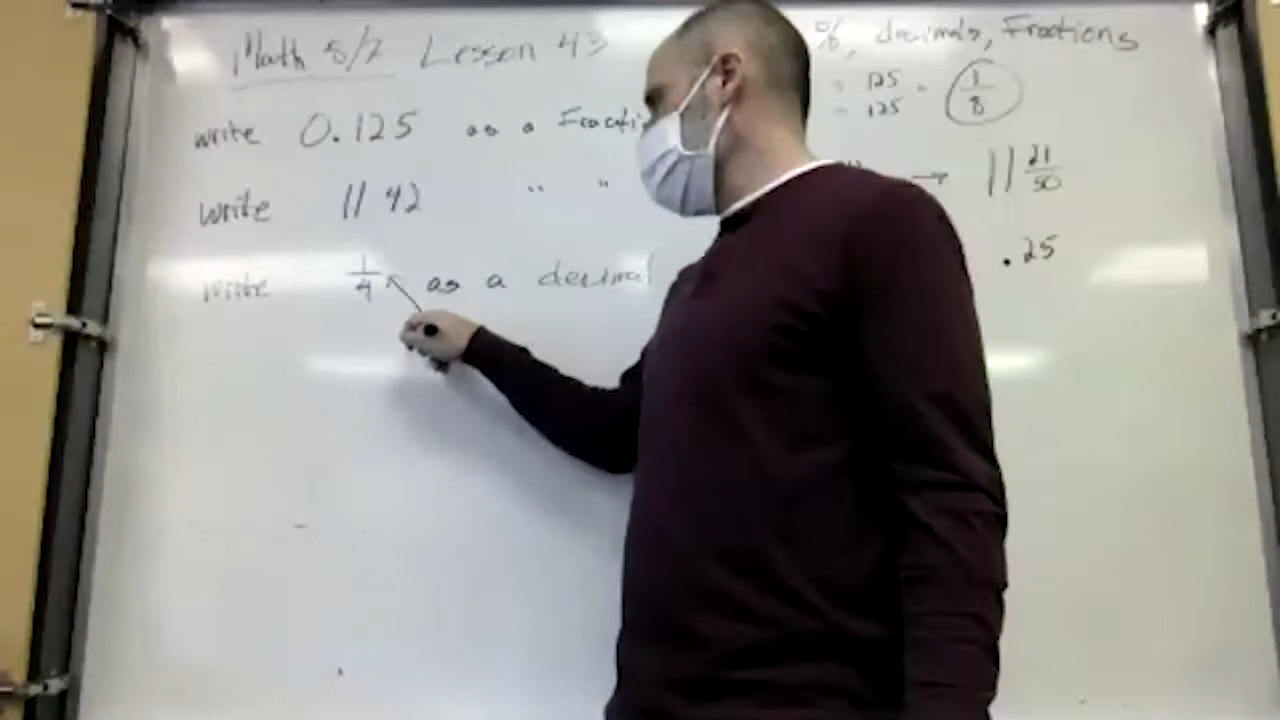 Math 8/7 Lesson 43 %, decimals, Fractions
write 0.125 as a Fracti = 125 ÷ 125 = 1/8
write 11 42 " " " → 11 21/50
write 1/4 as a decimal .25